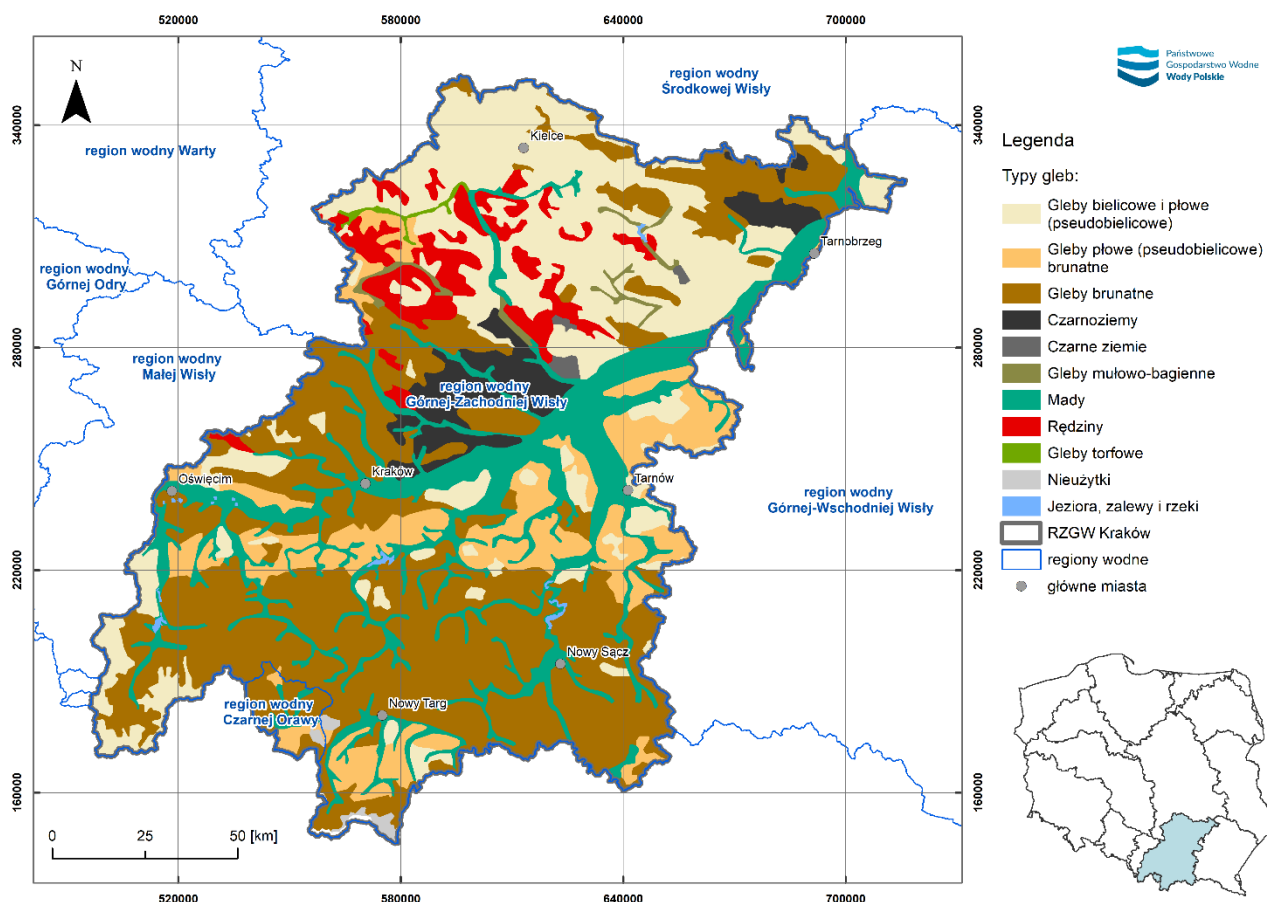 520000
580000
640000
700000
N
region wodny
Środkowej Wisły
Państwowe
Gospodarstwo Wodne
Wody Polskie
340000
340000
Kielce
region wodny Warty
Legenda
Typy gleb:
Gleby bielicowe i płowe
(pseudobielicowe)
Gleby płowe (pseudobielicowe)
brunatne
Gleby brunatne
Czarnoziemy
Czarne ziemie
Gleby mułowo-bagienne
Mady
Rędziny
Gleby torfowe
Nieużytki
Jeziora, zalewy i rzeki
RZGW Kraków
regiony wodne
główne miasta
Tarnobrzeg
region wodny
Górnej Odry
280000
280000
region wodny
Małej Wisły
region wodny
Górnej-Zachodniej Wisły
Oświęcim
Kraków
Tarnów
region wodny
Górnej-Wschodniej Wisły
220000
220000
Nowy Sącz
region wodny
Czarnej Orawy
Nowy Targ
160000
160000
0
25
50 [km]
520000
580000
640000
700000